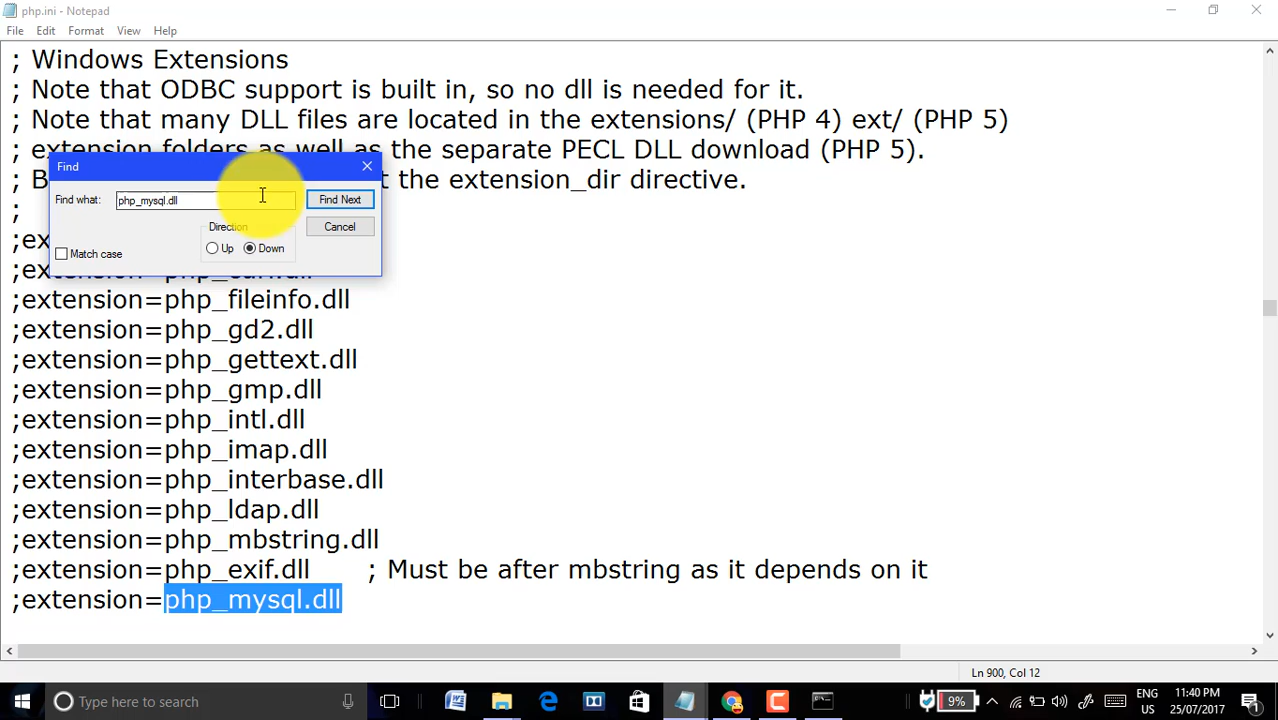 php.ini - Notepad
File Edit Format View Help
; Windows Extensions
; Note that ODBC support is built in, so no dll is needed for it.
; Note that many DLL files are located in the extensions/ (PHP 4) ext/ (PHP 5)
; extension folders as well as the separate PECL DLL download (PHP 5).
; B t the extension_dir directive.
;
;ex
;ex
Find
Find what: php_mysql.dll Find Next
Direction Cancel
Up Down
Match case
;extension=php_fileinfo.dll
;extension=php_gd2.dll
;extension=php_gettext.dll
;extension=php_gmp.dll
;extension=php_intl.dll
;extension=php_imap.dll
;extension=php_interbase.dll
;extension=php_ldap.dll
;extension=php_mbstring.dll
;extension=php_exif.dll ; Must be after mbstring as it depends on it
;extension=php_mysql.dll
Ln 900, Col 12
Type here to search
9%
ENG
US
11:40 PM
25/07/2017
1